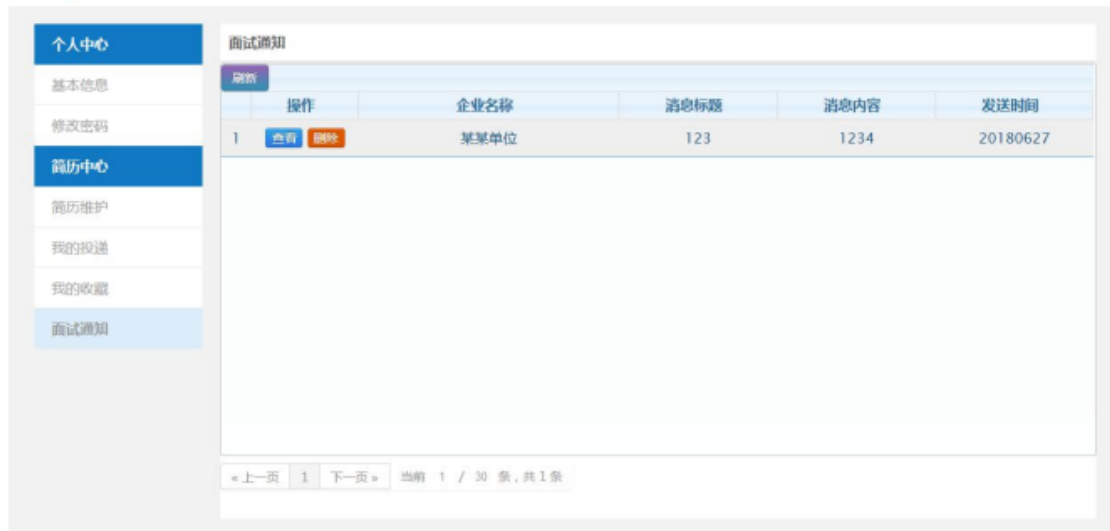 个人中心
基本信息
修改密码
简历中心
简历维护
我的投递
我的收藏
面试通知
面试通知
刷新
操作 企业名称 消息标题 消息内容 发送时间
1 查看 删除 某某单位 123 1234 20180627
«上一页 1 下一页» 当前 1 / 30 条,共1条